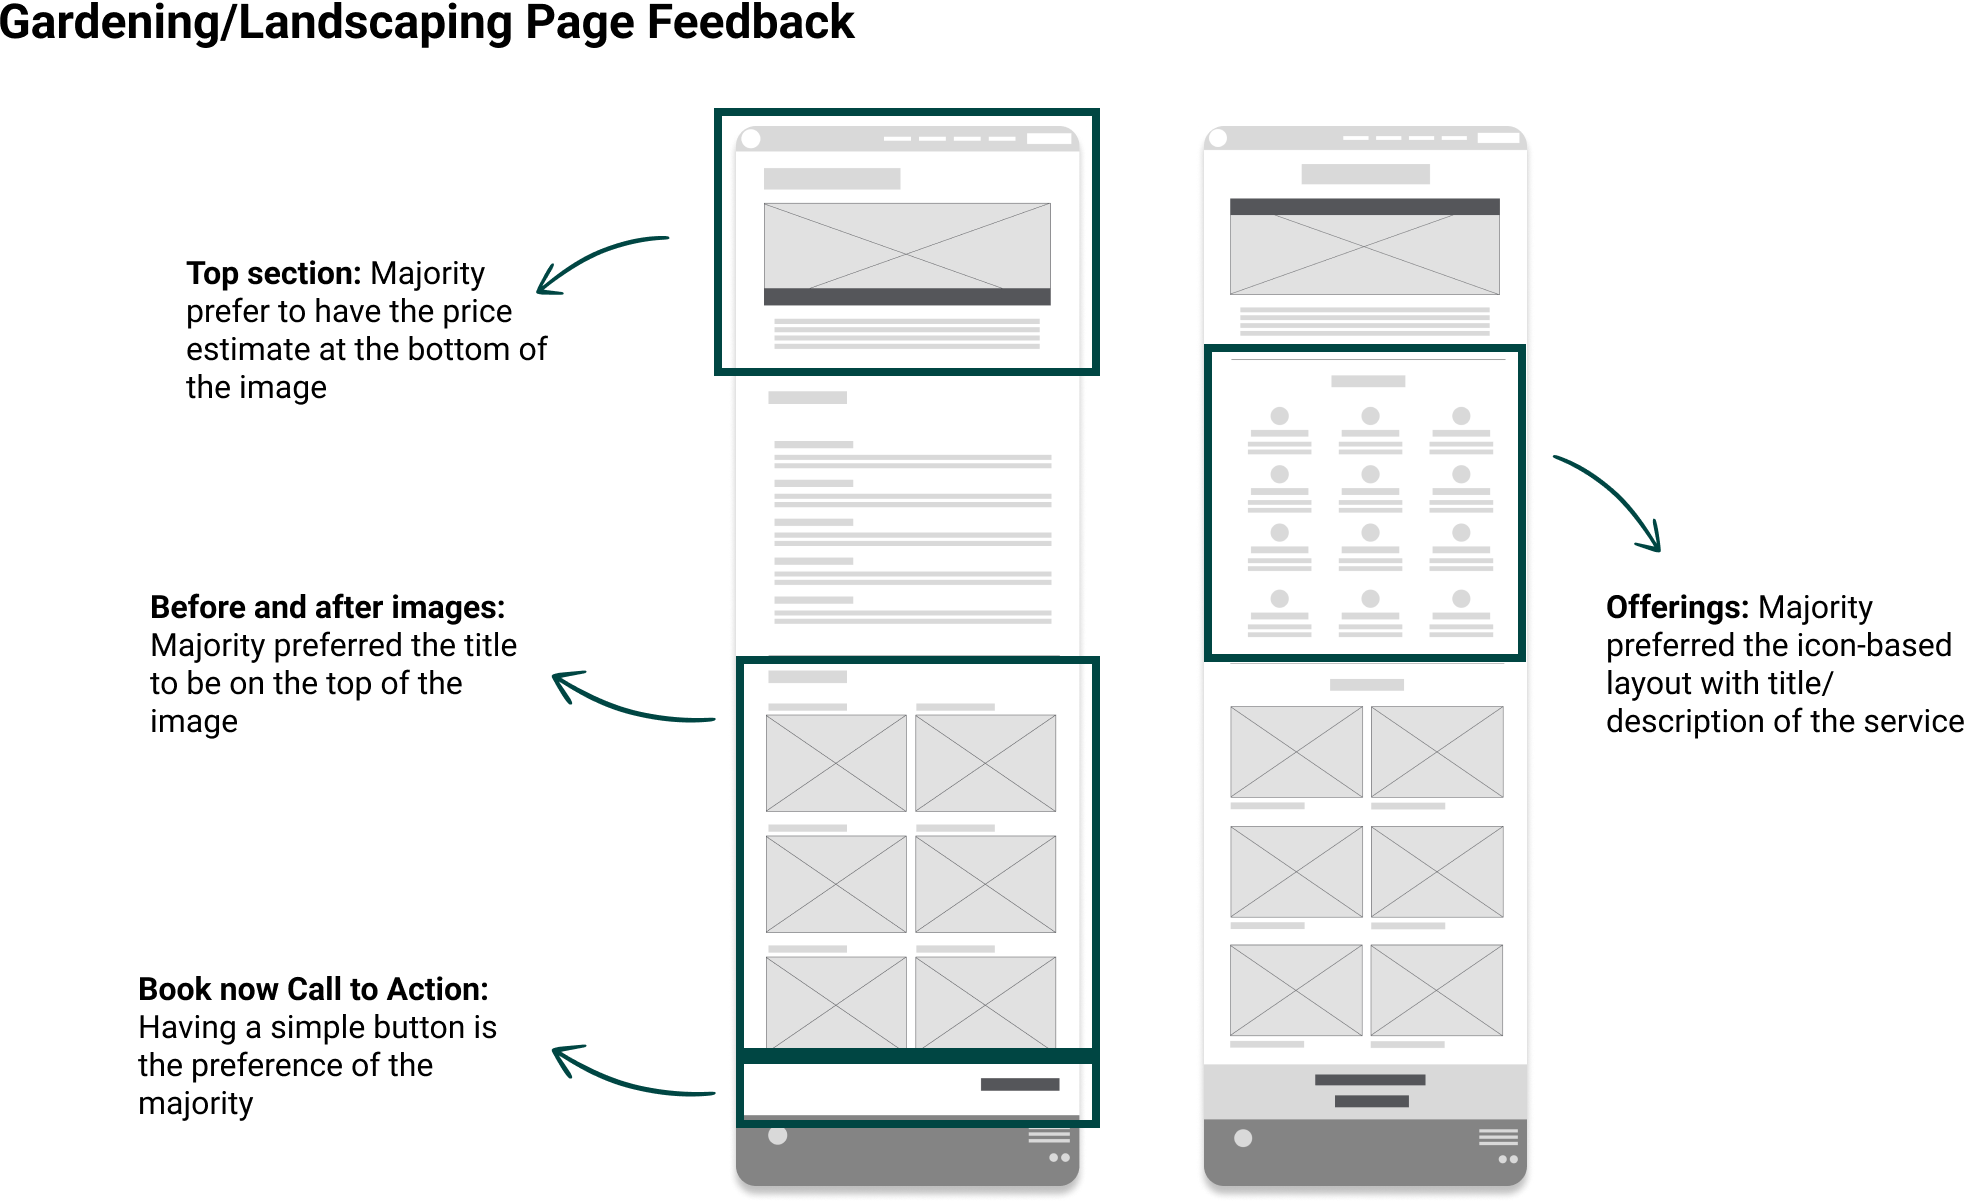 Gardening/Landscaping Page Feedback
Top section: Majority
prefer to have the price
estimate at the bottom of
the image
Before and after images:
Majority preferred the title
to be on the top of the
image
Book now Call to Action:
Having a simple button is
the preference of the
majority
Offerings: Majority
preferred the icon-based
layout with title/
description of the service